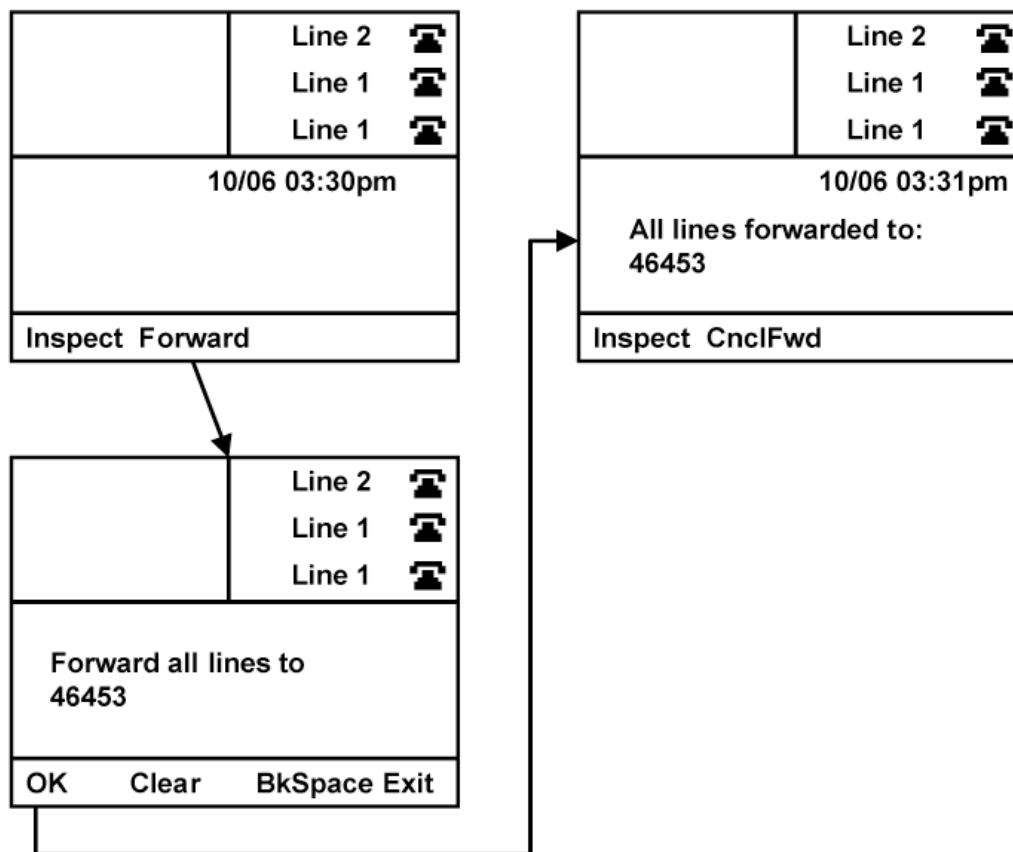 Line 2
Line 1
Line 1
10/06 03:30pm
Inspect Forward
Line 2
Line 1
Line 1
Forward all lines to
46453
OK Clear BkSpace Exit
Line 2
Line 1
Line 1
10/06 03:31pm
All lines forwarded to:
46453
Inspect CnclFwd